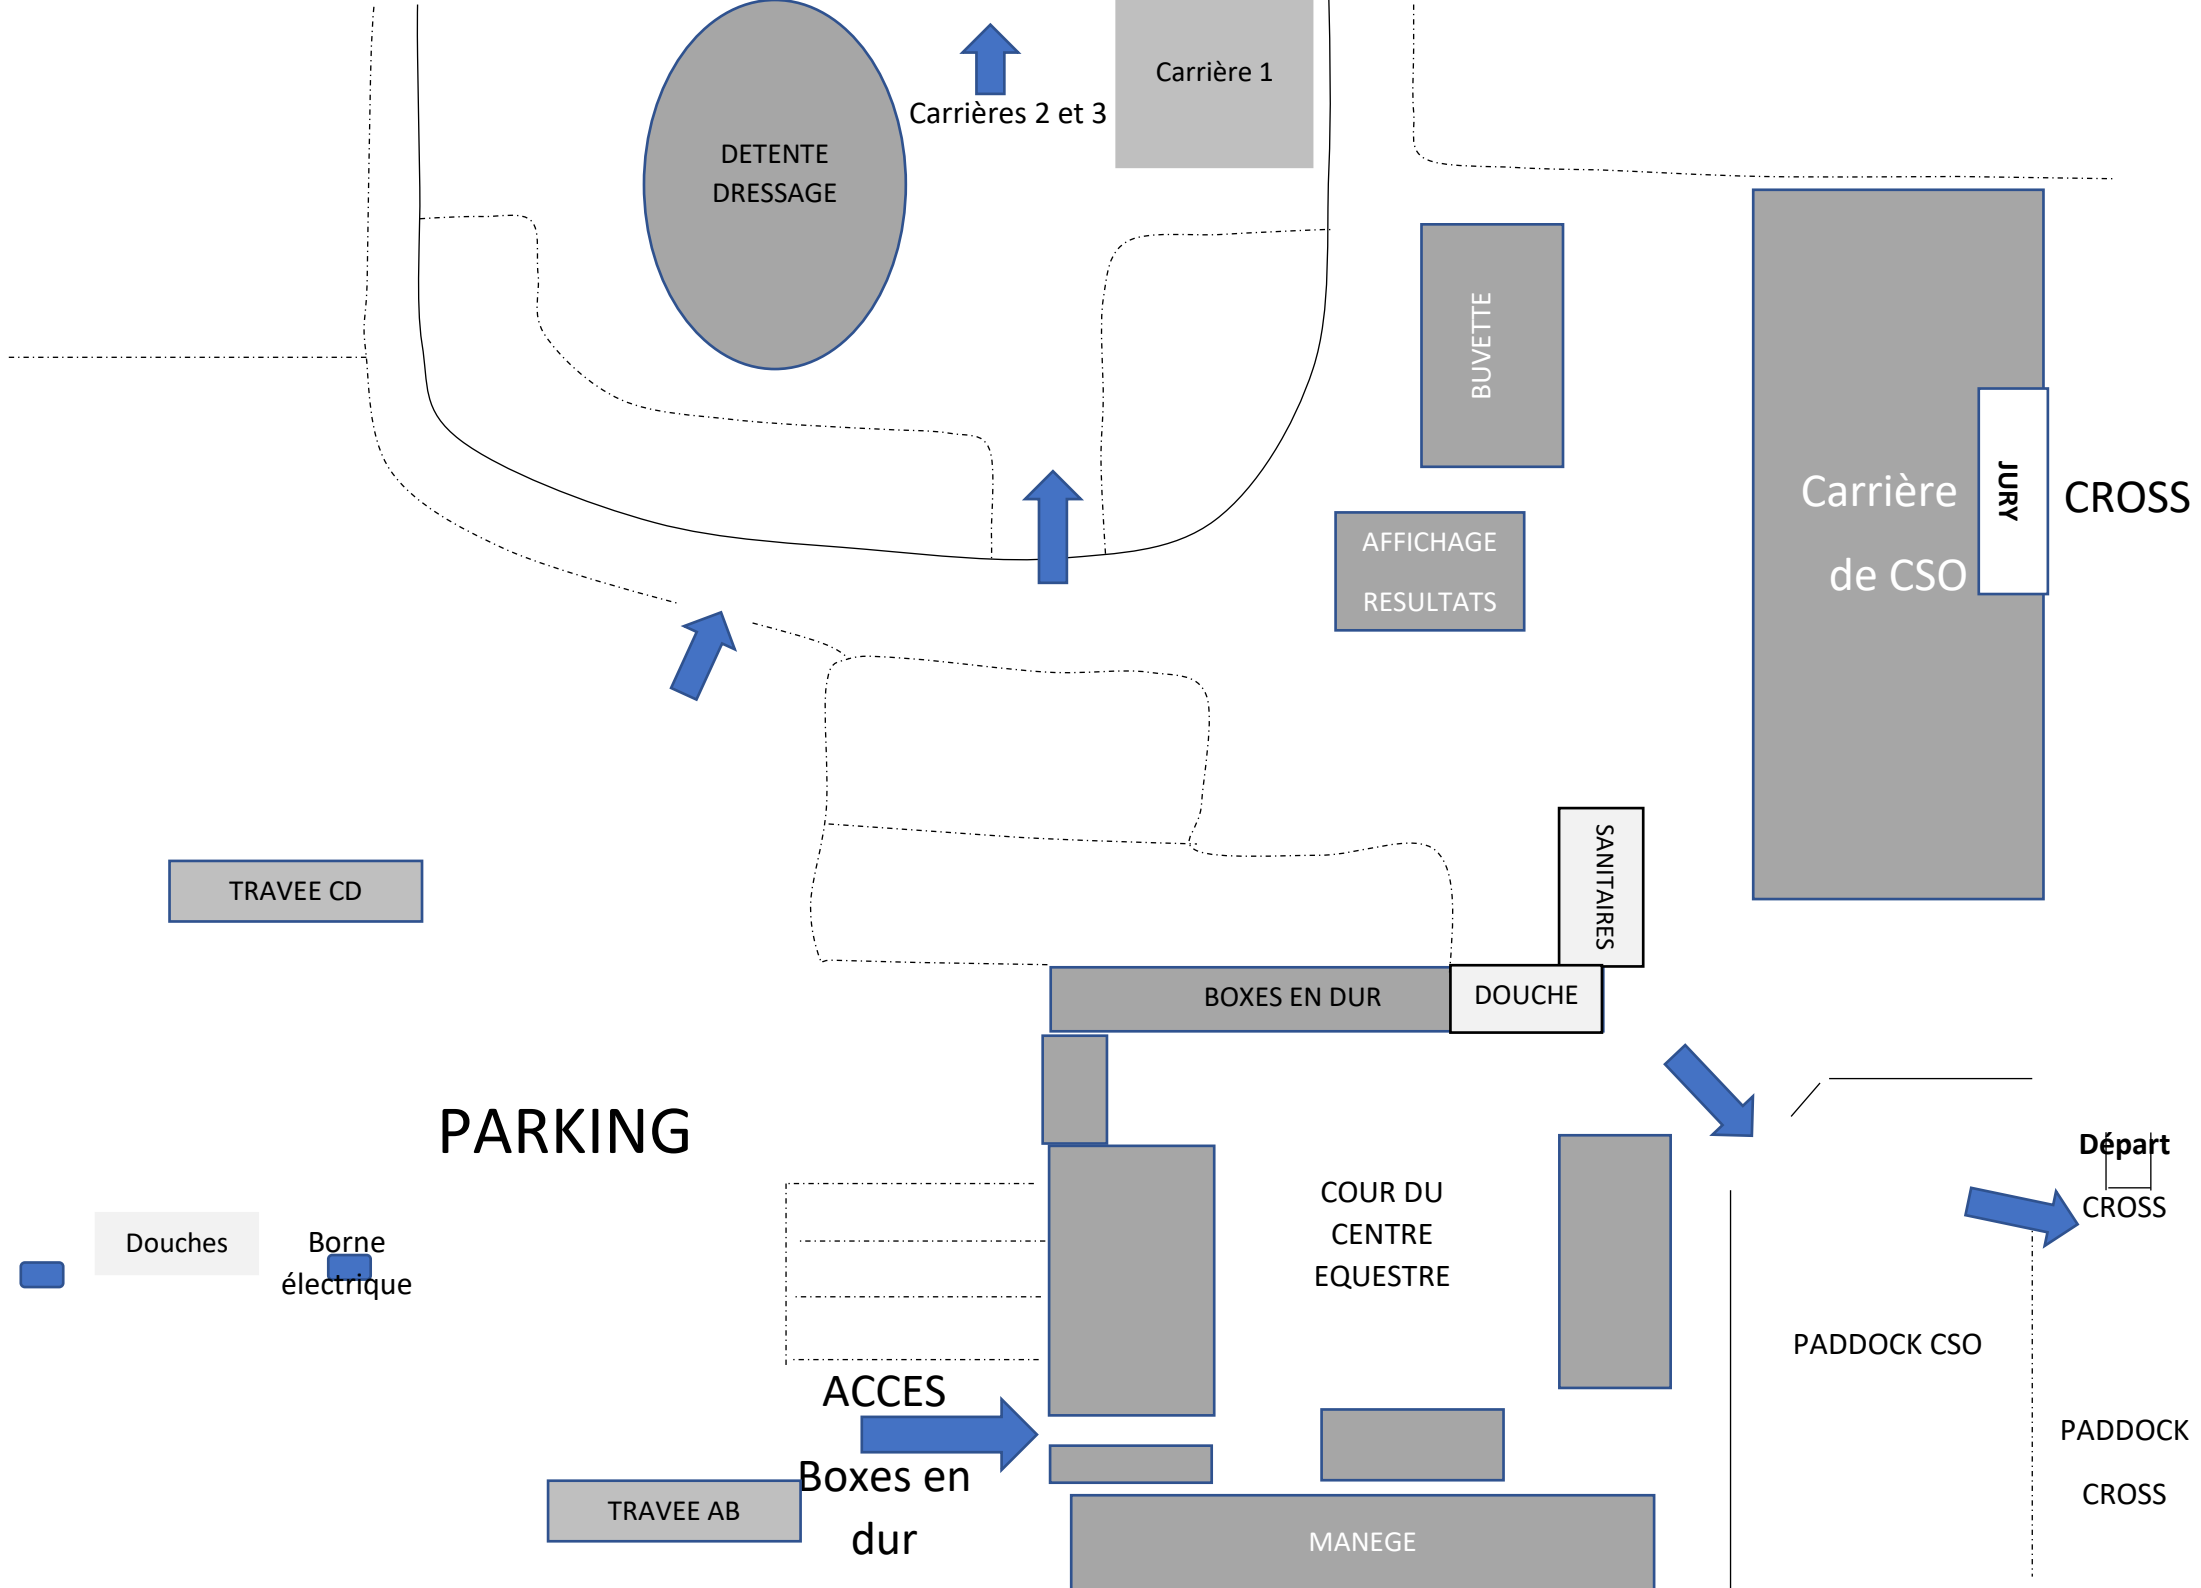 Carrière 1
Carrières 2 et 3
DETENTE
DRESSAGE
BUVETTE
Carrière
de CSO
JURY
CROSS
AFFICHAGE
RESULTATS
SANITAIRES
TRAVEE CD
BOXES EN DUR
DOUCHE
PARKING
Départ
CROSS
COUR DU
CENTRE
EQUESTRE
Douches
Borne
électrique
PADDOCK CSO
ACCES
Boxes en
dur
PADDOCK
CROSS
TRAVEE AB
MANEGE